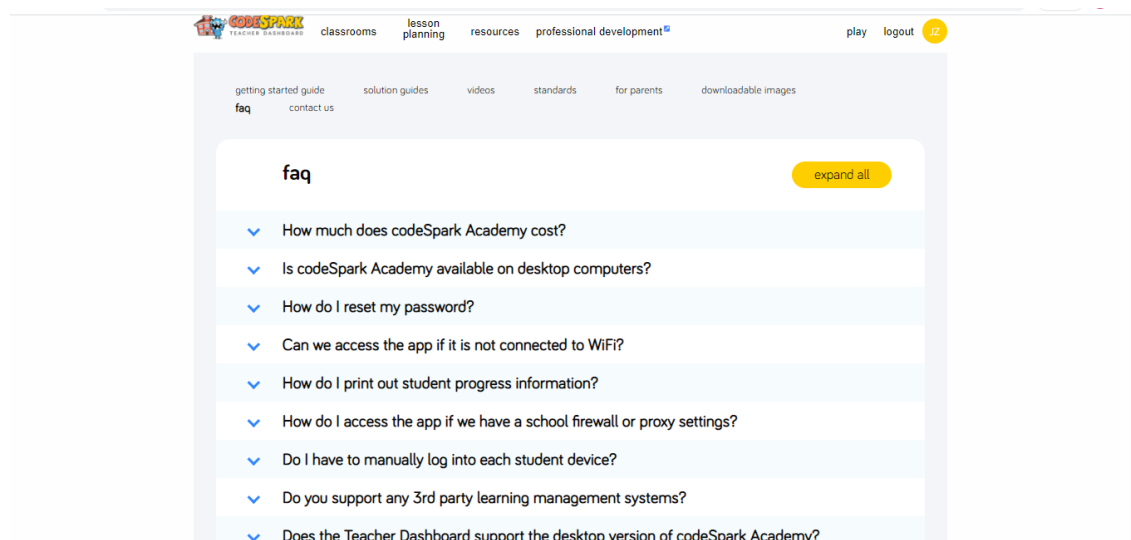 CODESPARK
TEACHER DASHBOARD
classrooms
lesson
planning
resources
professional development
play
logout
JZ
getting started guide
solution guides
videos
standards
for parents
downloadable images
faq
contact us
faq
expand all
How much does codeSpark Academy cost?
Is codeSpark Academy available on desktop computers?
How do I reset my password?
Can we access the app if it is not connected to WiFi?
How do I print out student progress information?
How do I access the app if we have a school firewall or proxy settings?
Do I have to manually log into each student device?
Do you support any 3rd party learning management systems?
Does the Teacher Dashboard support the desktop version of codeSpark Academy?